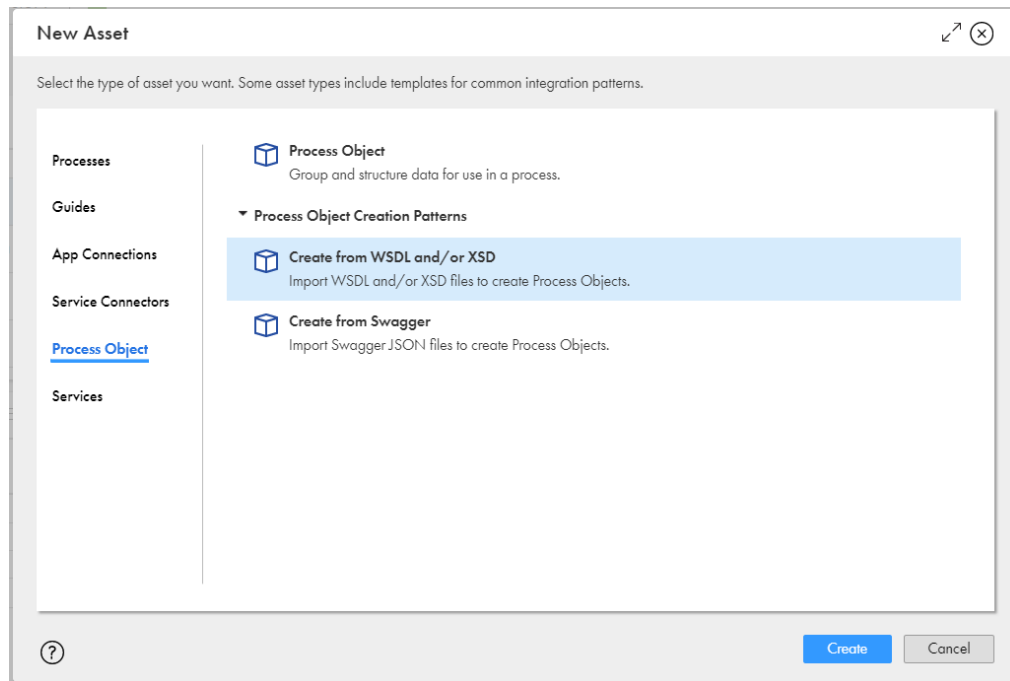 New Asset
Select the type of asset you want. Some asset types include templates for common integration patterns.
Processes
Guides
App Connections
Service Connectors
Process Object
Services
Process Object
Group and structure data for use in a process.
Process Object Creation Patterns
Create from WSDL and/or XSD
Import WSDL and/or XSD files to create Process Objects.
Create from Swagger
Import Swagger JSON files to create Process Objects.
?
Create
Cancel